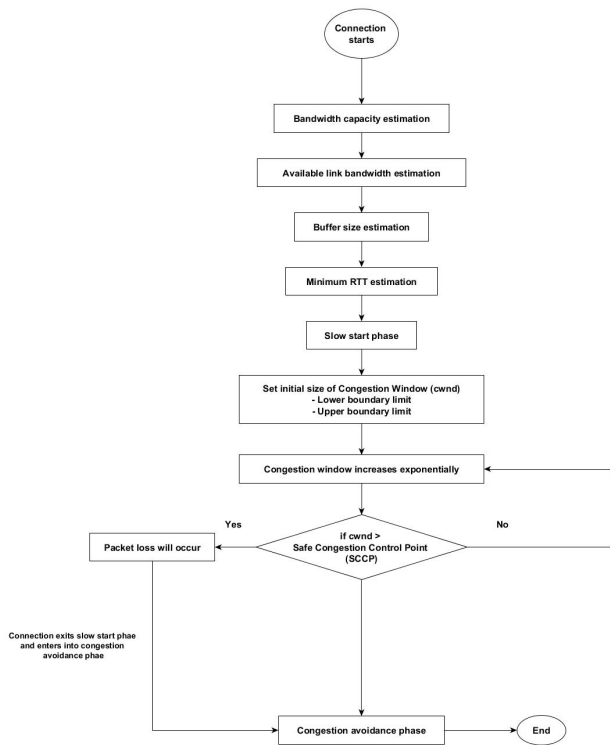 Connection
starts
Bandwidth capacity estimation
Available link bandwidth estimation
Buffer size estimation
Minimum RTT estimation
Slow start phase
Set initial size of Congestion Window (cwnd)
- Lower boundary limit
- Upper boundary limit
Congestion window increases exponentially
Yes
No
if cwnd >
Safe Congestion Control Point
(SCCP)
Packet loss will occur
Connection exits slow start phae
and enters into congestion
avoidance phae
Congestion avoidance phase
End